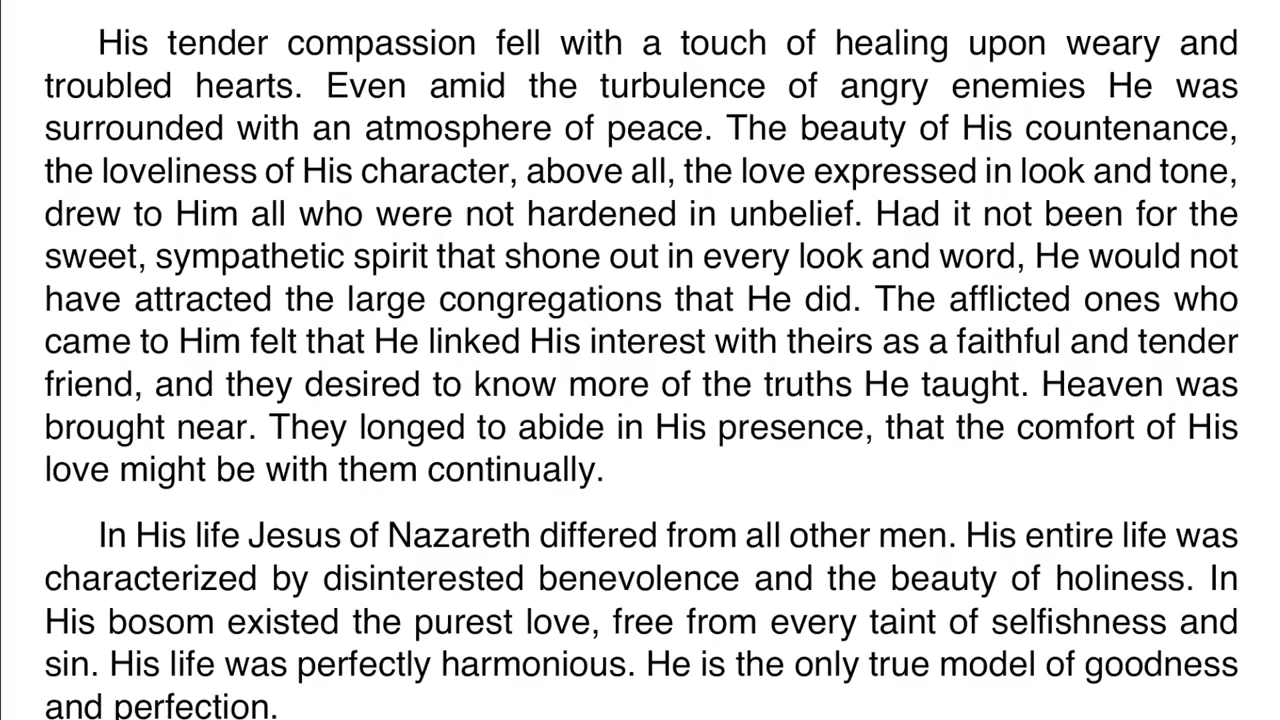 His tender compassion fell with a touch of healing upon weary and
troubled hearts. Even amid the turbulence of angry enemies He was
surrounded with an atmosphere of peace. The beauty of His countenance,
the loveliness of His character, above all, the love expressed in look and tone,
drew to Him all who were not hardened in unbelief. Had it not been for the
sweet, sympathetic spirit that shone out in every look and word, He would not
have attracted the large congregations that He did. The afflicted ones who
came to Him felt that He linked His interest with theirs as a faithful and tender
friend, and they desired to know more of the truths He taught. Heaven was
brought near. They longed to abide in His presence, that the comfort of His
love might be with them continually.
In His life Jesus of Nazareth differed from all other men. His entire life was
characterized by disinterested benevolence and the beauty of holiness. In
His bosom existed the purest love, free from every taint of selfishness and
sin. His life was perfectly harmonious. He is the only true model of goodness
and perfection.